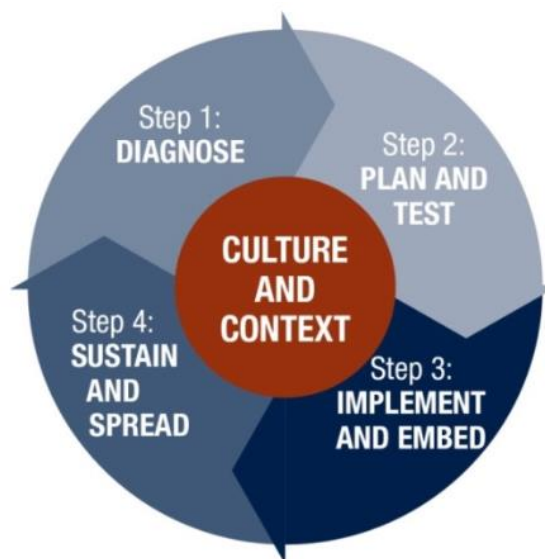 Step 1:
DIAGNOSE
Step 2:
PLAN AND
TEST
CULTURE
AND
CONTEXT
Step 3:
IMPLEMENT
AND EMBED
Step 4:
SUSTAIN
AND
SPREAD